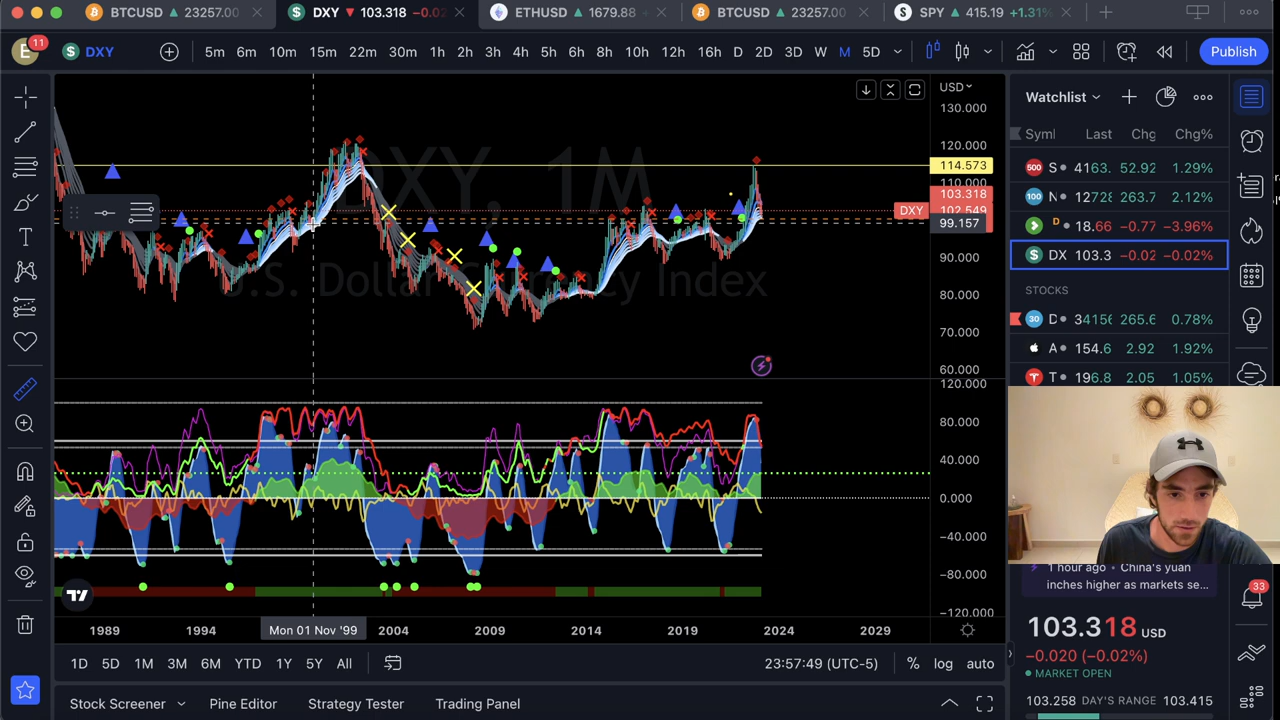 BTCUSD ▲ 23257.00
DXY ▼ 103.318 −0.02
ETHUSD ▲ 1679.88
BTCUSD ▲ 23257.00
SPY ▲ 415.19 +1.31%
E 11
DXY
5m 6m 10m 15m 22m 30m 1h 2h 3h 4h 5h 6h 8h 10h 12h 16h D 2D 3D W M 5D
Publish
USD
Watchlist
Symb Last Chg Chg%
500 S 4163. 52.92 1.29%
100 N 12728 263.7 2.12%
D 18.66 −0.77 −3.96%
DX 103.3 −0.02 −0.02%
STOCKS
30 D 34156 265.6 0.78%
A 154.6 2.92 1.92%
T 196.8 2.05 1.05%
DXY, 1M
U.S. Dollar Currency Index
130.000
120.000
114.573
110.000
103.318
DXY 102.549
99.157
90.000
80.000
70.000
60.000
120.000
80.000
40.000
0.000
−40.000
−80.000
−120.000
1989 1994 Mon 01 Nov '99 2004 2009 2014 2019 2024 2029
1D 5D 1M 3M 6M YTD 1Y 5Y All
23:57:49 (UTC-5) % log auto
Stock Screener Pine Editor Strategy Tester Trading Panel
1 hour ago • China's yuan
inches higher as markets se...
33
103.318 USD
−0.020 (−0.02%)
MARKET OPEN
103.258 DAY'S RANGE 103.415